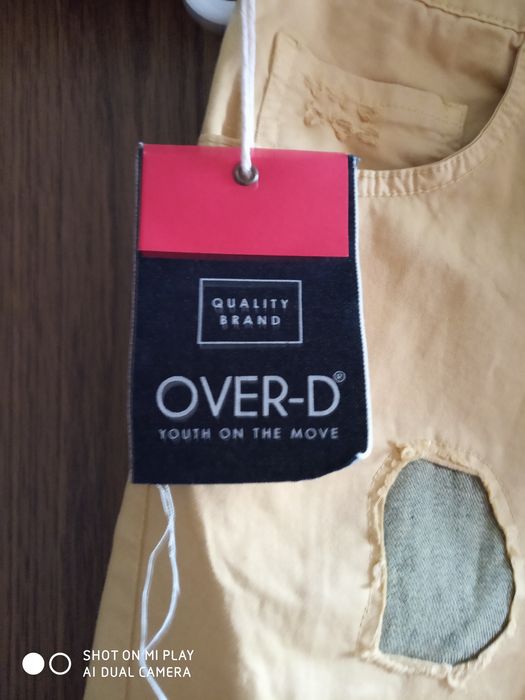 QUALITY
BRAND
OVER-D®
YOUTH ON THE MOVE
SHOT ON MI PLAY
AI DUAL CAMERA